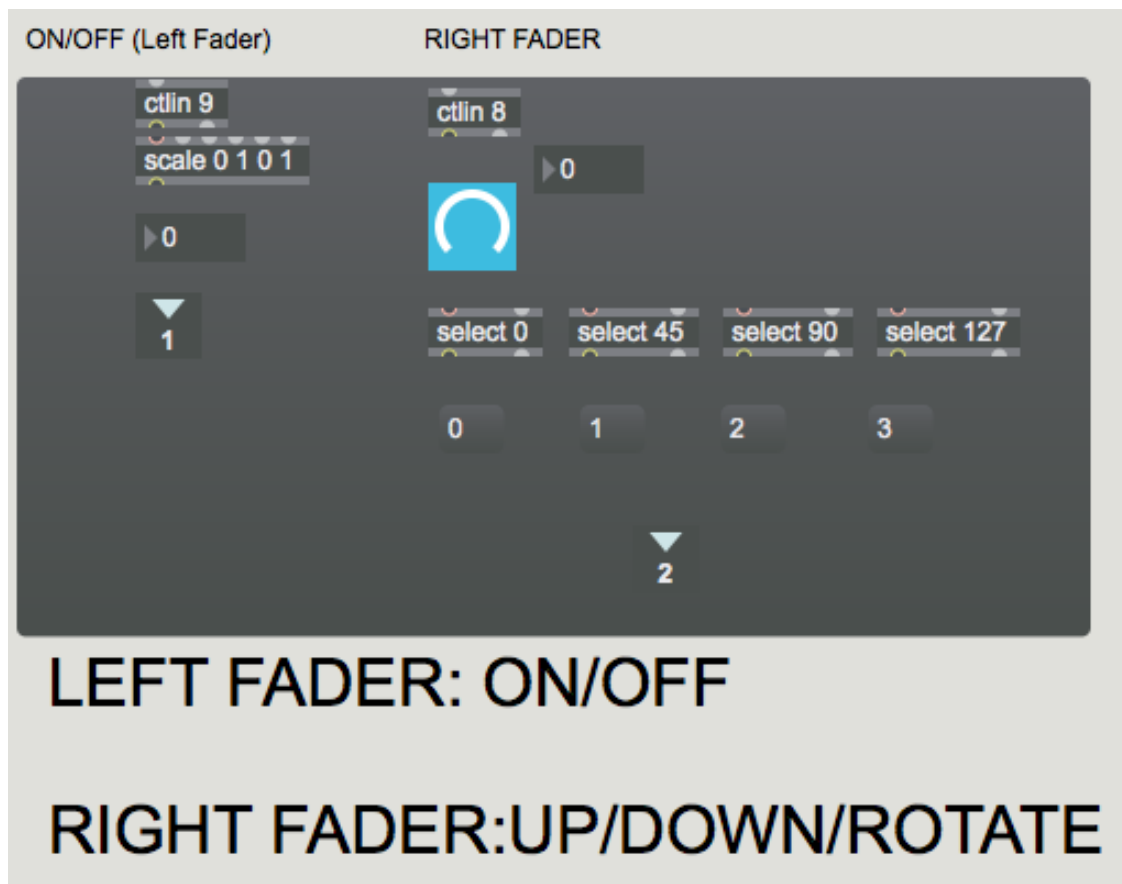 ON/OFF (Left Fader) RIGHT FADER
ctlin 9 ctlin 8
scale 0 1 0 1 0
0
1 select 0 select 45 select 90 select 127
0 1 2 3
2
LEFT FADER: ON/OFF
RIGHT FADER:UP/DOWN/ROTATE